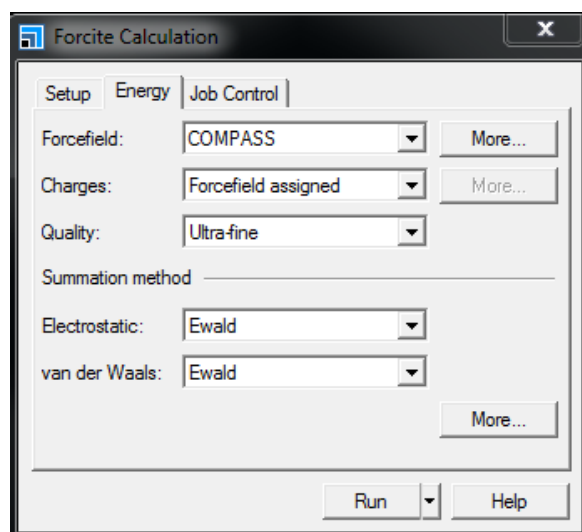 Forcite Calculation
Setup Energy Job Control
Forcefield: COMPASS More...
Charges: Forcefield assigned More...
Quality: Ultra-fine
Summation method
Electrostatic: Ewald
van der Waals: Ewald
More...
Run Help